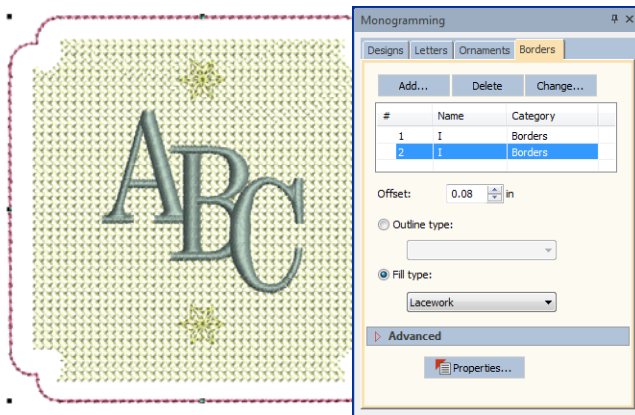 ABC
Monogramming
Designs Letters Ornaments Borders
Add... Delete Change...
# Name Category
1 I Borders
2 I Borders
Offset: 0.08 in
Outline type:
Fill type:
Lacework
Advanced
Properties...